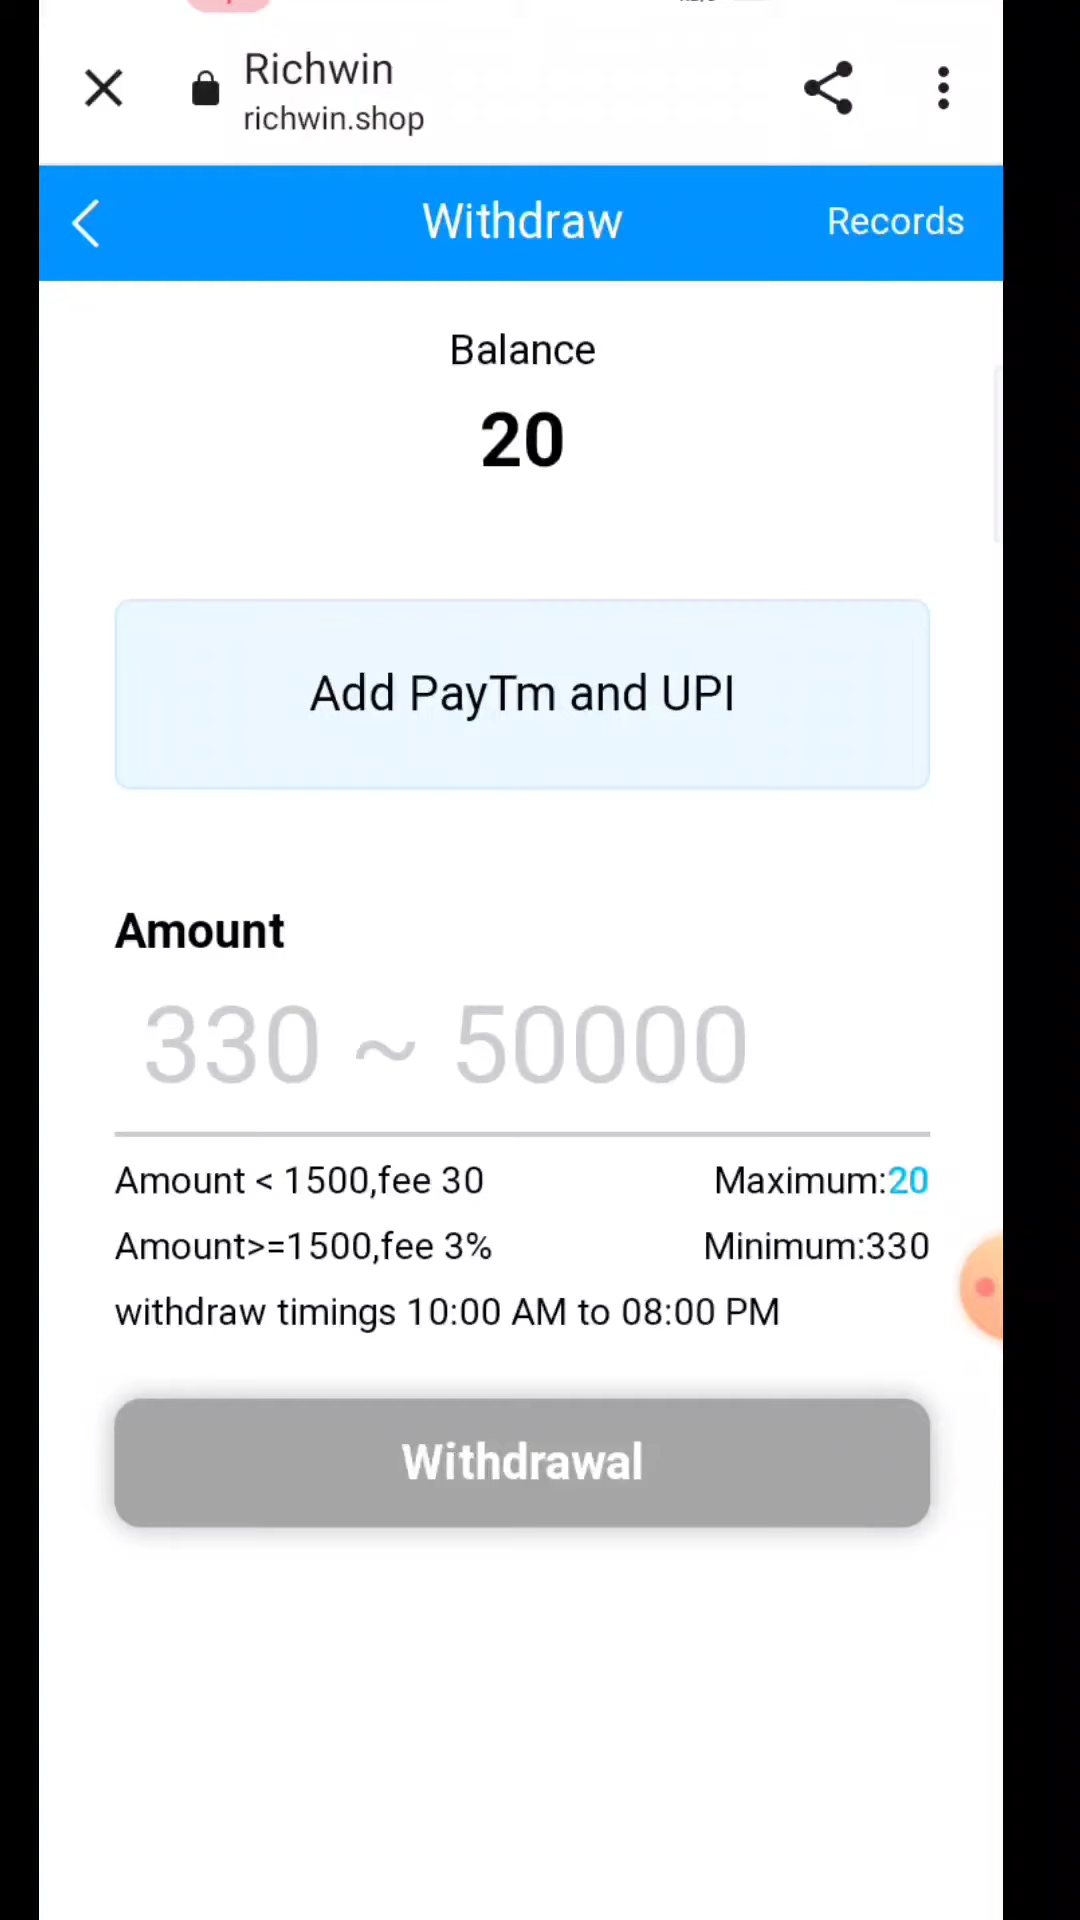 Richwin
richwin.shop
Withdraw
Records
Balance
20
Add PayTm and UPI
Amount
330 ~ 50000
Amount < 1500,fee 30
Maximum:20
Amount>=1500,fee 3%
Minimum:330
withdraw timings 10:00 AM to 08:00 PM
Withdrawal